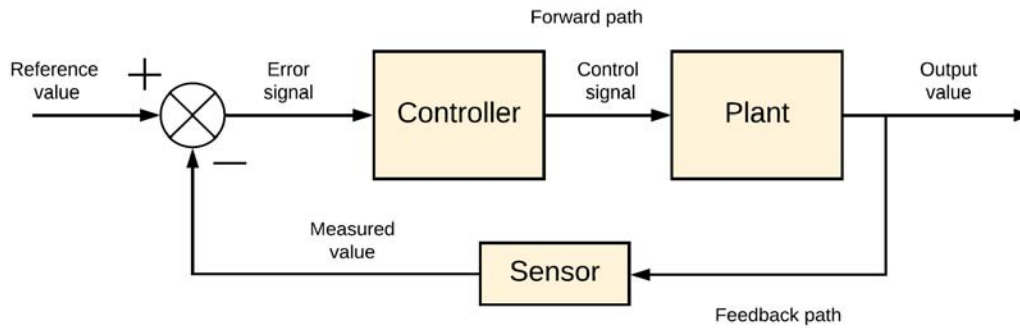 Forward path
Reference
value
+
Error
signal
Controller
Control
signal
Plant
Output
value
—
Measured
value
Sensor
Feedback path